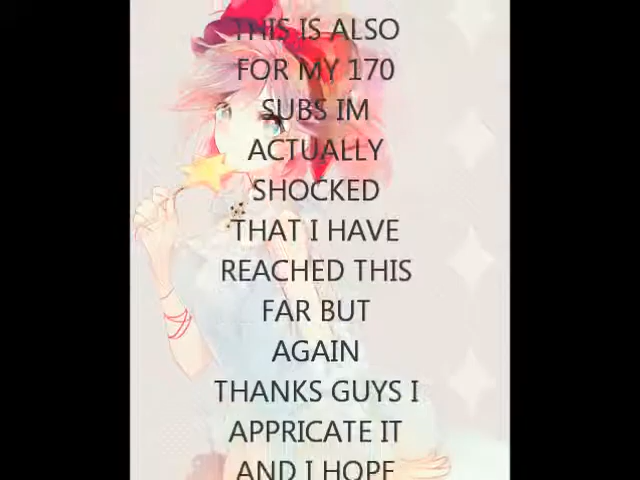 THIS IS ALSO
FOR MY 170
SUBS IM
ACTUALLY
SHOCKED
THAT I HAVE
REACHED THIS
FAR BUT
AGAIN
THANKS GUYS I
APPRICATE IT
AND I HOPE